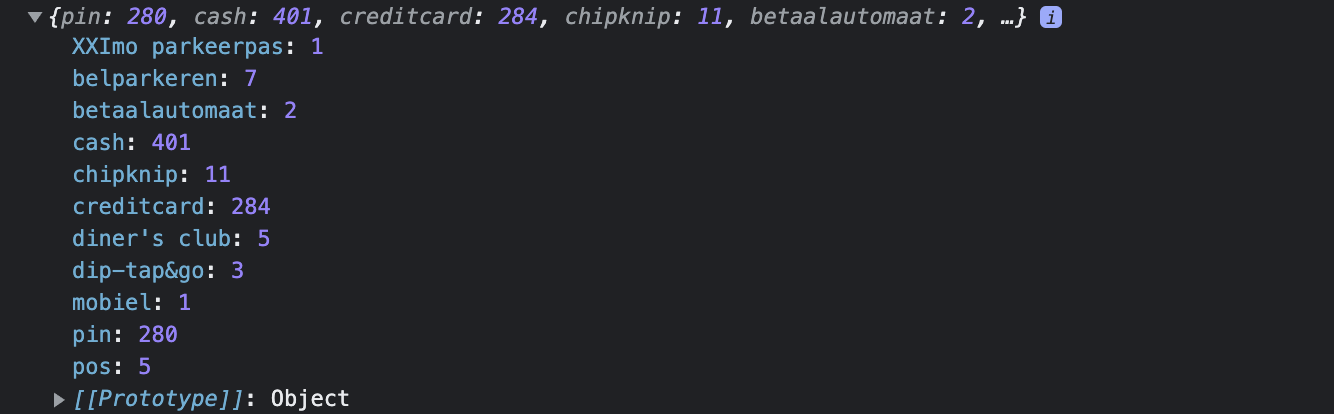 {pin: 280, cash: 401, creditcard: 284, chipknip: 11, betaalautomaat: 2, …} i
XXImo parkeerpas: 1
belparkeren: 7
betaalautomaat: 2
cash: 401
chipknip: 11
creditcard: 284
diner's club: 5
dip-tap&go: 3
mobiel: 1
pin: 280
pos: 5
[[Prototype]]: Object